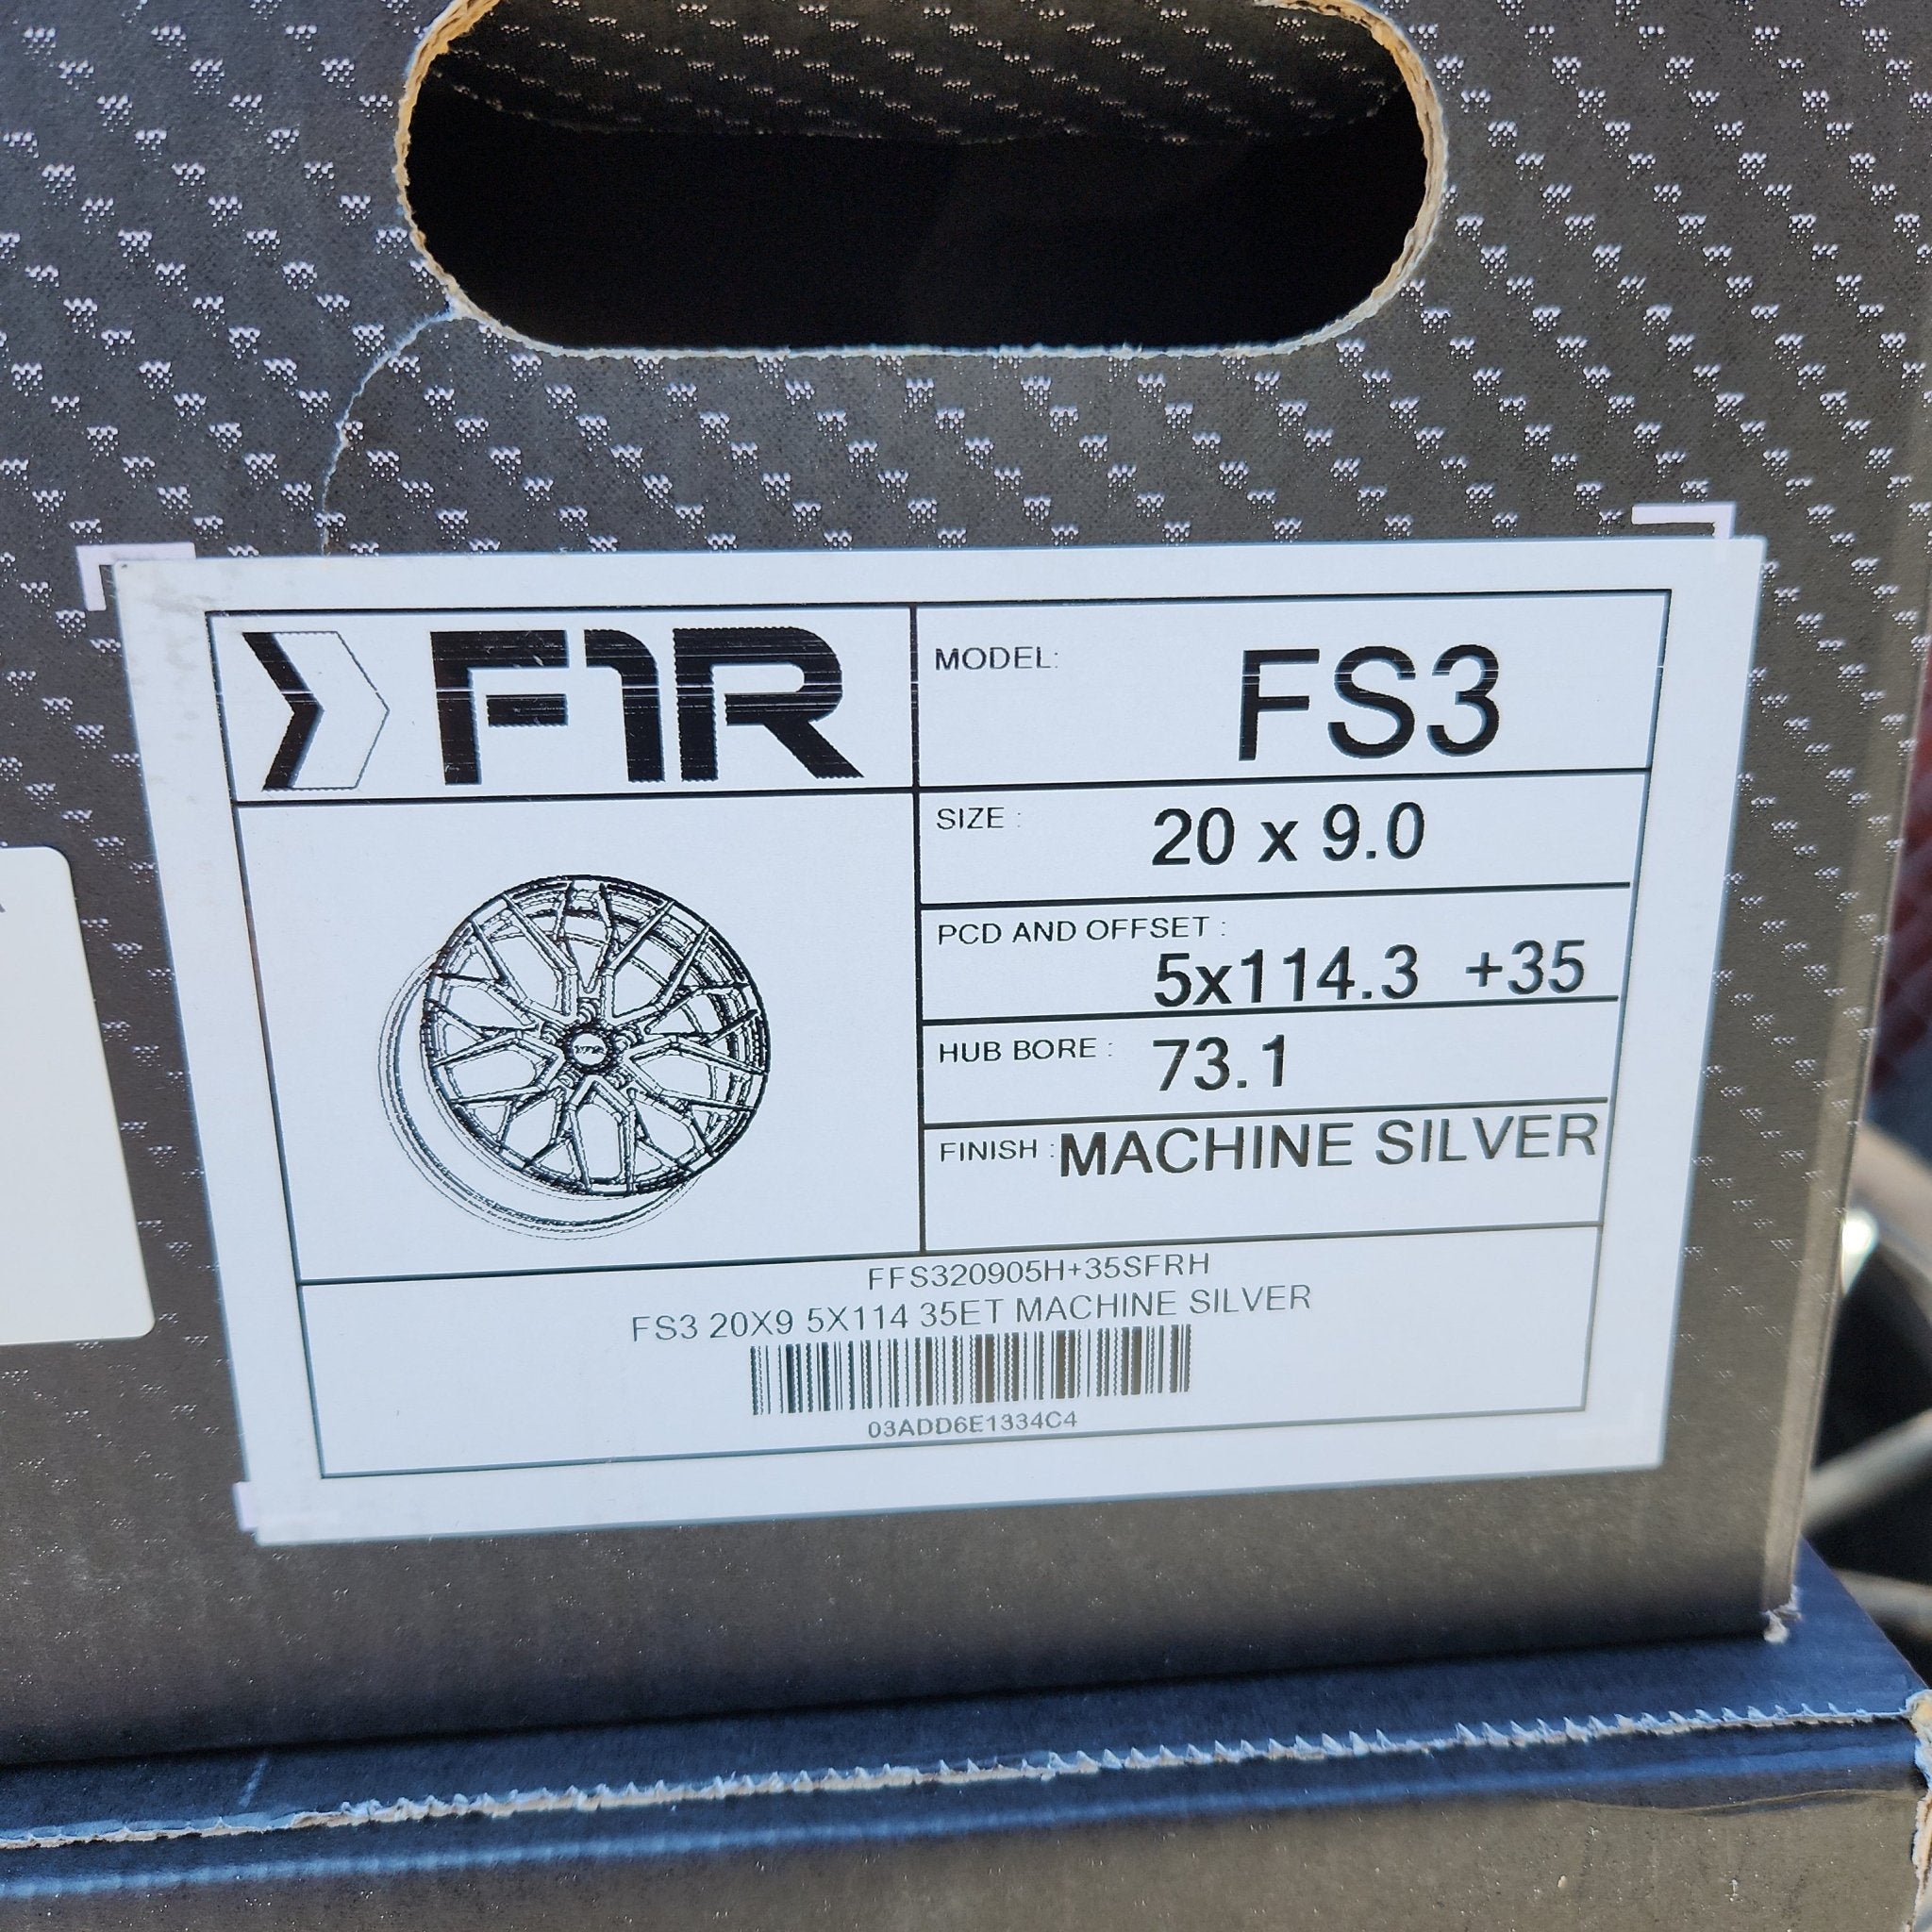 F1R
MODEL: FS3
SIZE : 20 x 9.0
PCD AND OFFSET :
5x114.3 +35
HUB BORE : 73.1
FINISH : MACHINE SILVER
FFS320905H+35SFRH
FS3 20X9 5X114 35ET MACHINE SILVER
03ADD6E1334C4